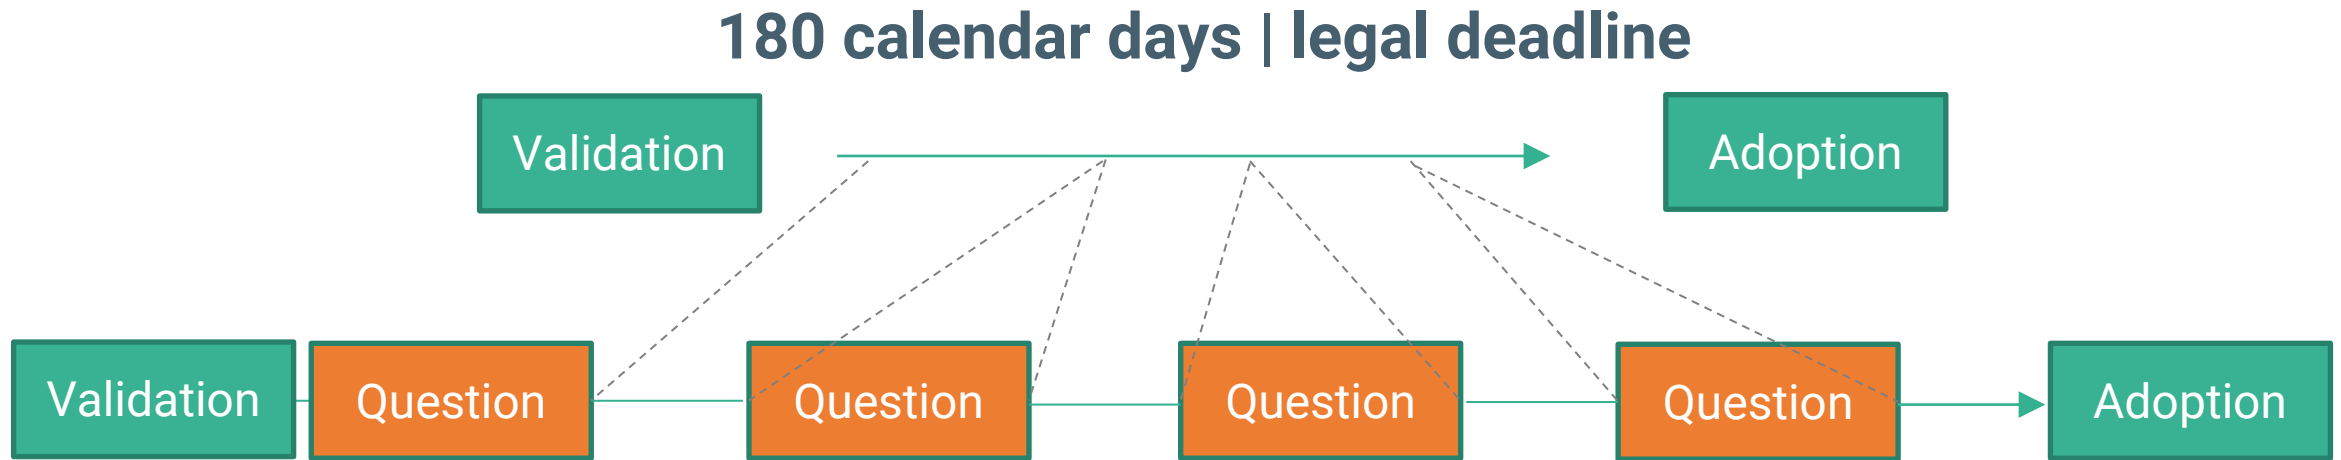 180 calendar days | legal deadline
Validation
Adoption
Validation
Question
Question
Question
Question
Adoption